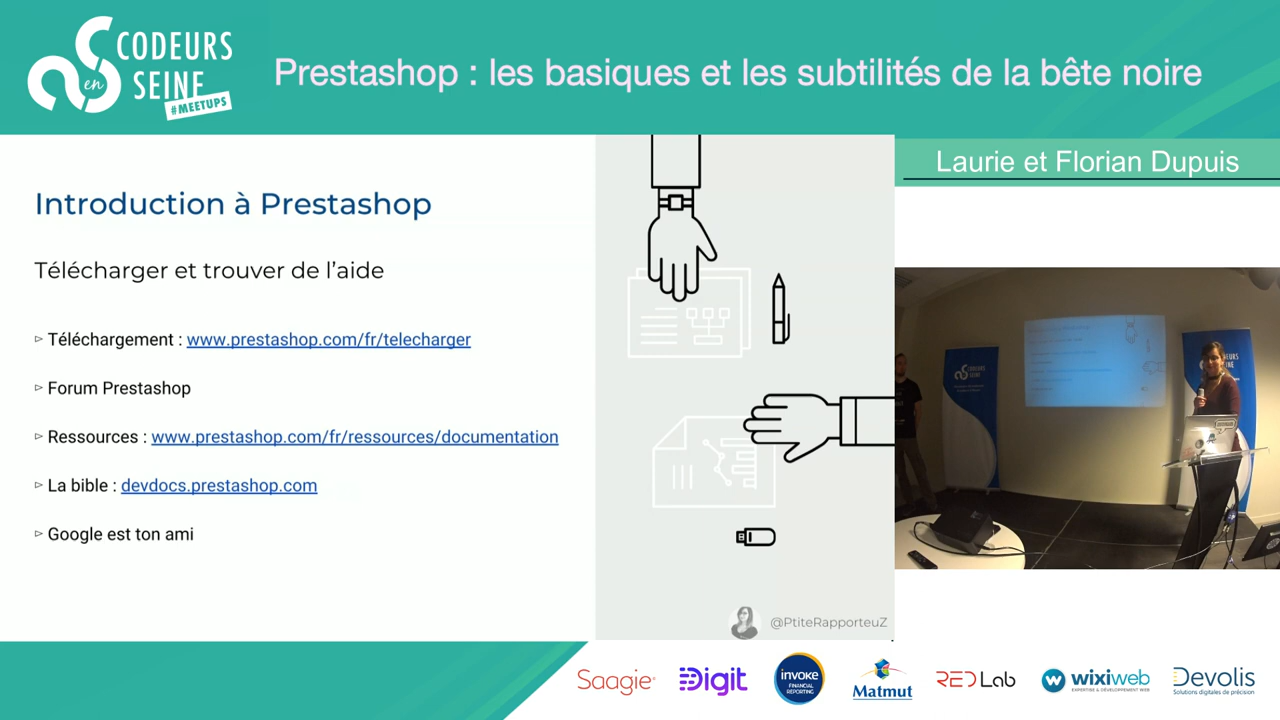 CODEURS
en
SEINE
#MEETUPS
Prestashop : les basiques et les subtilités de la bête noire
Laurie et Florian Dupuis
Introduction à Prestashop
Télécharger et trouver de l'aide
▻ Téléchargement : www.prestashop.com/fr/telecharger
▻ Forum Prestashop
▻ Ressources : www.prestashop.com/fr/ressources/documentation
▻ La bible : devdocs.prestashop.com
▻ Google est ton ami
@PtiteRapporteuZ
CODEURS
SEINE
Saagie
Digit
invoke
FINANCIAL
REPORTING
Matmut
RED Lab
wixiweb
EXPERTISE & DÉVELOPPEMENT WEB
Devolis
Solutions digitales de précision